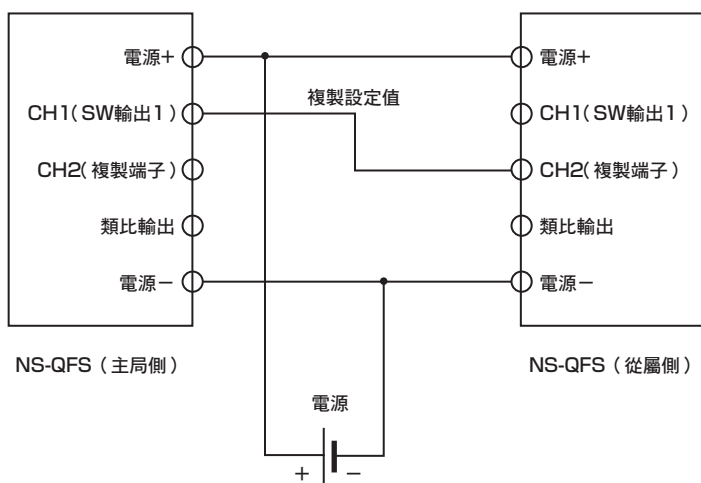 電源+
CH1(SW輸出1)
CH2(複製端子)
類比輸出
電源−
NS-QFS(主局側)
複製設定值
電源+
CH1(SW輸出1)
CH2(複製端子)
類比輸出
電源−
NS-QFS(從屬側)
電源
+ −